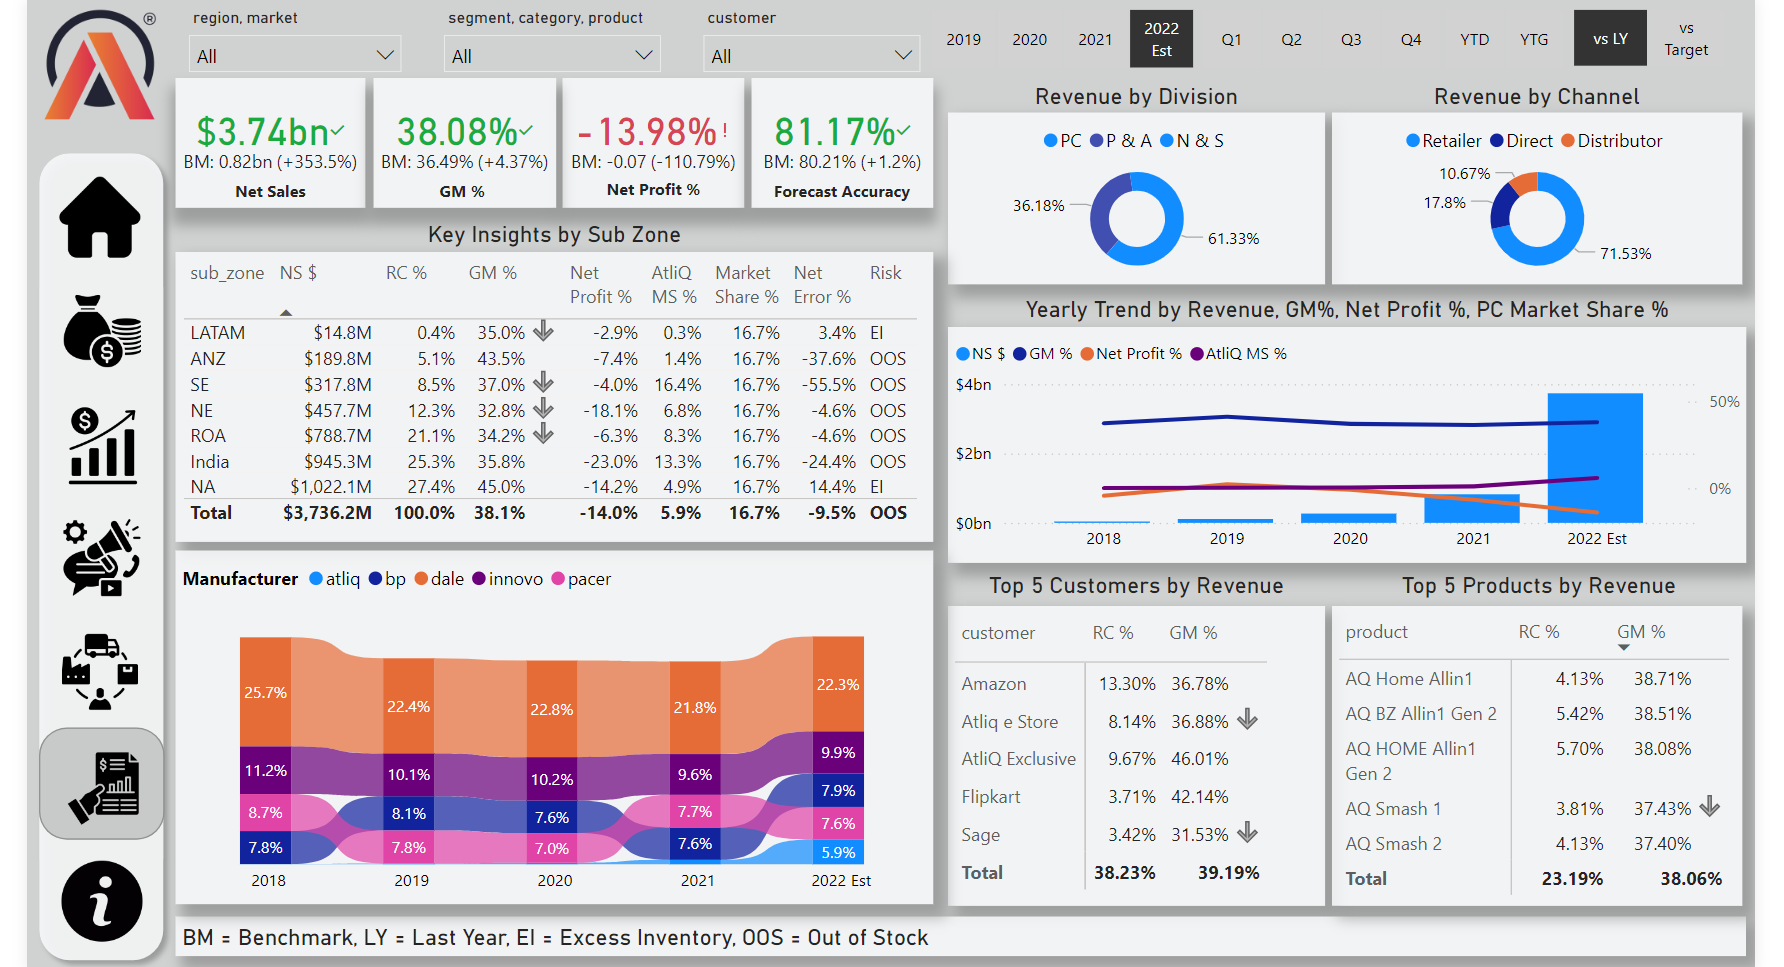 ®
region, market
segment, category, product
customer
All
All
All
2019
2020
2021
2022
Est
Q1
Q2
Q3
Q4
YTD
YTG
vs LY
vs
Target
$3.74bn
BM: 0.82bn (+353.5%)
Net Sales
38.08%
BM: 36.49% (+4.37%)
GM %
-13.98%!
BM: -0.07 (-110.79%)
Net Profit %
81.17%
BM: 80.21% (+1.2%)
Forecast Accuracy
Revenue by Division
PC P & A N & S
36.18%
61.33%
Revenue by Channel
Retailer Direct Distributor
10.67%
17.8%
71.53%
Key Insights by Sub Zone
sub_zone NS $ RC % GM % Net Profit % AtliQ MS % Market Share % Net Error % Risk
LATAM $14.8M 0.4% 35.0% -2.9% 0.3% 16.7% 3.4% EI
ANZ $189.8M 5.1% 43.5% -7.4% 1.4% 16.7% -37.6% OOS
SE $317.8M 8.5% 37.0% -4.0% 16.4% 16.7% -55.5% OOS
NE $457.7M 12.3% 32.8% -18.1% 6.8% 16.7% -4.6% OOS
ROA $788.7M 21.1% 34.2% -6.3% 8.3% 16.7% -4.6% OOS
India $945.3M 25.3% 35.8% -23.0% 13.3% 16.7% -24.4% OOS
NA $1,022.1M 27.4% 45.0% -14.2% 4.9% 16.7% 14.4% EI
Total $3,736.2M 100.0% 38.1% -14.0% 5.9% 16.7% -9.5% OOS
Yearly Trend by Revenue, GM%, Net Profit %, PC Market Share %
NS $ GM % Net Profit % AtliQ MS %
$4bn
50%
$2bn
0%
$0bn
2018 2019 2020 2021 2022 Est
Manufacturer atliq bp dale innovo pacer
25.7% 22.4% 22.8% 21.8% 22.3%
11.2% 10.1% 10.2% 9.6% 9.9%
8.7% 8.1% 7.6% 7.7% 7.9%
7.8% 7.8% 7.0% 7.6% 7.6%
5.9%
2018 2019 2020 2021 2022 Est
Top 5 Customers by Revenue
customer RC % GM %
Amazon 13.30% 36.78%
Atliq e Store 8.14% 36.88%
AtliQ Exclusive 9.67% 46.01%
Flipkart 3.71% 42.14%
Sage 3.42% 31.53%
Total 38.23% 39.19%
Top 5 Products by Revenue
product RC % GM %
AQ Home Allin1 4.13% 38.71%
AQ BZ Allin1 Gen 2 5.42% 38.51%
AQ HOME Allin1 5.70% 38.08%
Gen 2
AQ Smash 1 3.81% 37.43%
AQ Smash 2 4.13% 37.40%
Total 23.19% 38.06%
BM = Benchmark, LY = Last Year, EI = Excess Inventory, OOS = Out of Stock